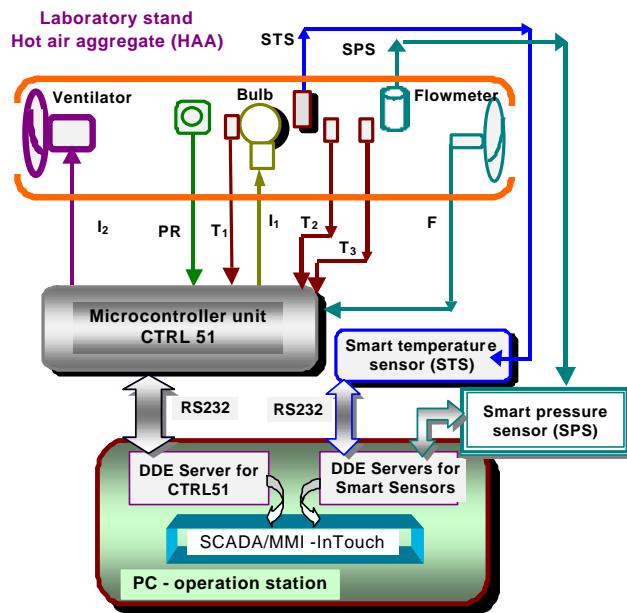 Laboratory stand
Hot air aggregate (HAA)
STS
SPS
Ventilator
Bulb
Flowmeter
I2
PR
T1
I1
T2
T3
F
Microcontroller unit
CTRL 51
Smart temperature
sensor (STS)
RS232
RS232
Smart pressure
sensor (SPS)
DDE Server for
CTRL51
DDE Servers for
Smart Sensors
SCADA/MMI -InTouch
PC - operation station